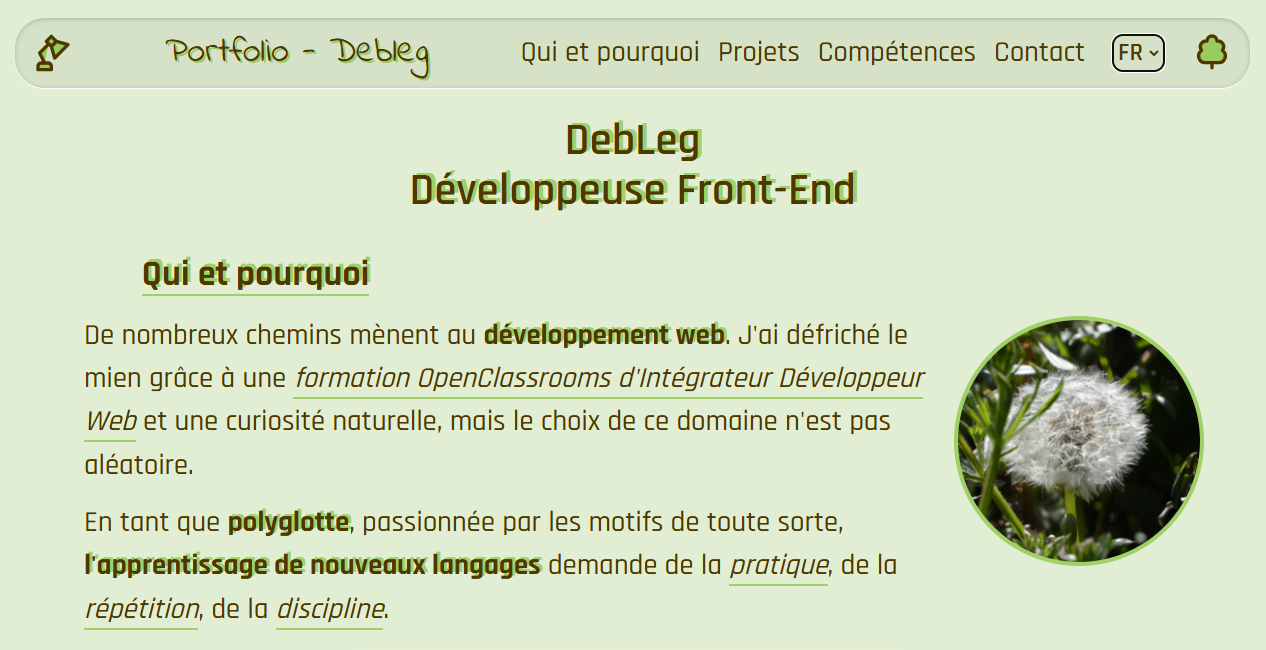 Portfolio - Debleg Qui et pourquoi Projets Compétences Contact FR
DebLeg
Développeuse Front-End
Qui et pourquoi
De nombreux chemins mènent au développement web. J'ai défriché le
mien grâce à une formation OpenClassrooms d'Intégrateur Développeur
Web et une curiosité naturelle, mais le choix de ce domaine n'est pas
aléatoire.
En tant que polyglotte, passionnée par les motifs de toute sorte,
l'apprentissage de nouveaux langages demande de la pratique, de la
répétition, de la discipline.